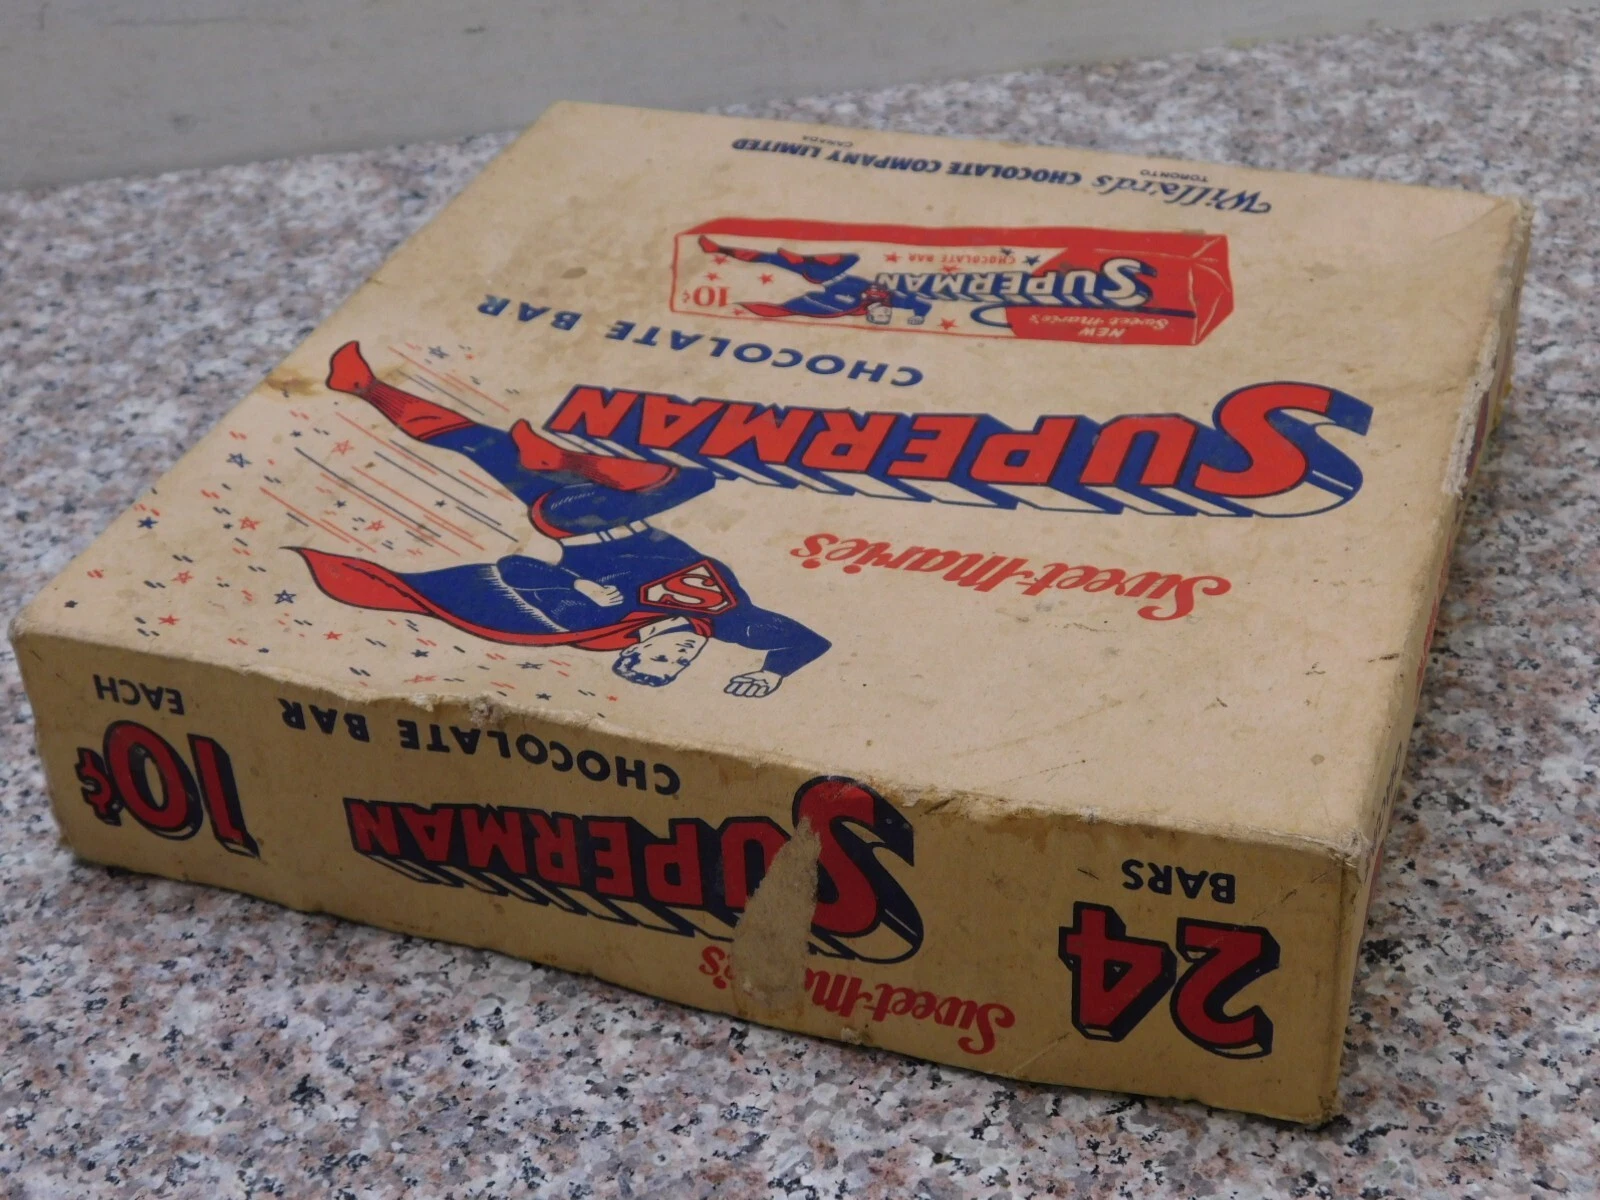 Sweet-Marie's
SUPERMAN
CHOCOLATE BAR
NEW
Sweet-Marie's
SUPERMAN
CHOCOLATE BAR
10¢
Willard's CHOCOLATE COMPANY LIMITED
TORONTO CANADA
S
24
BARS
Sweet-Ma 's
SUPERMAN
CHOCOLATE BAR
10¢
EACH